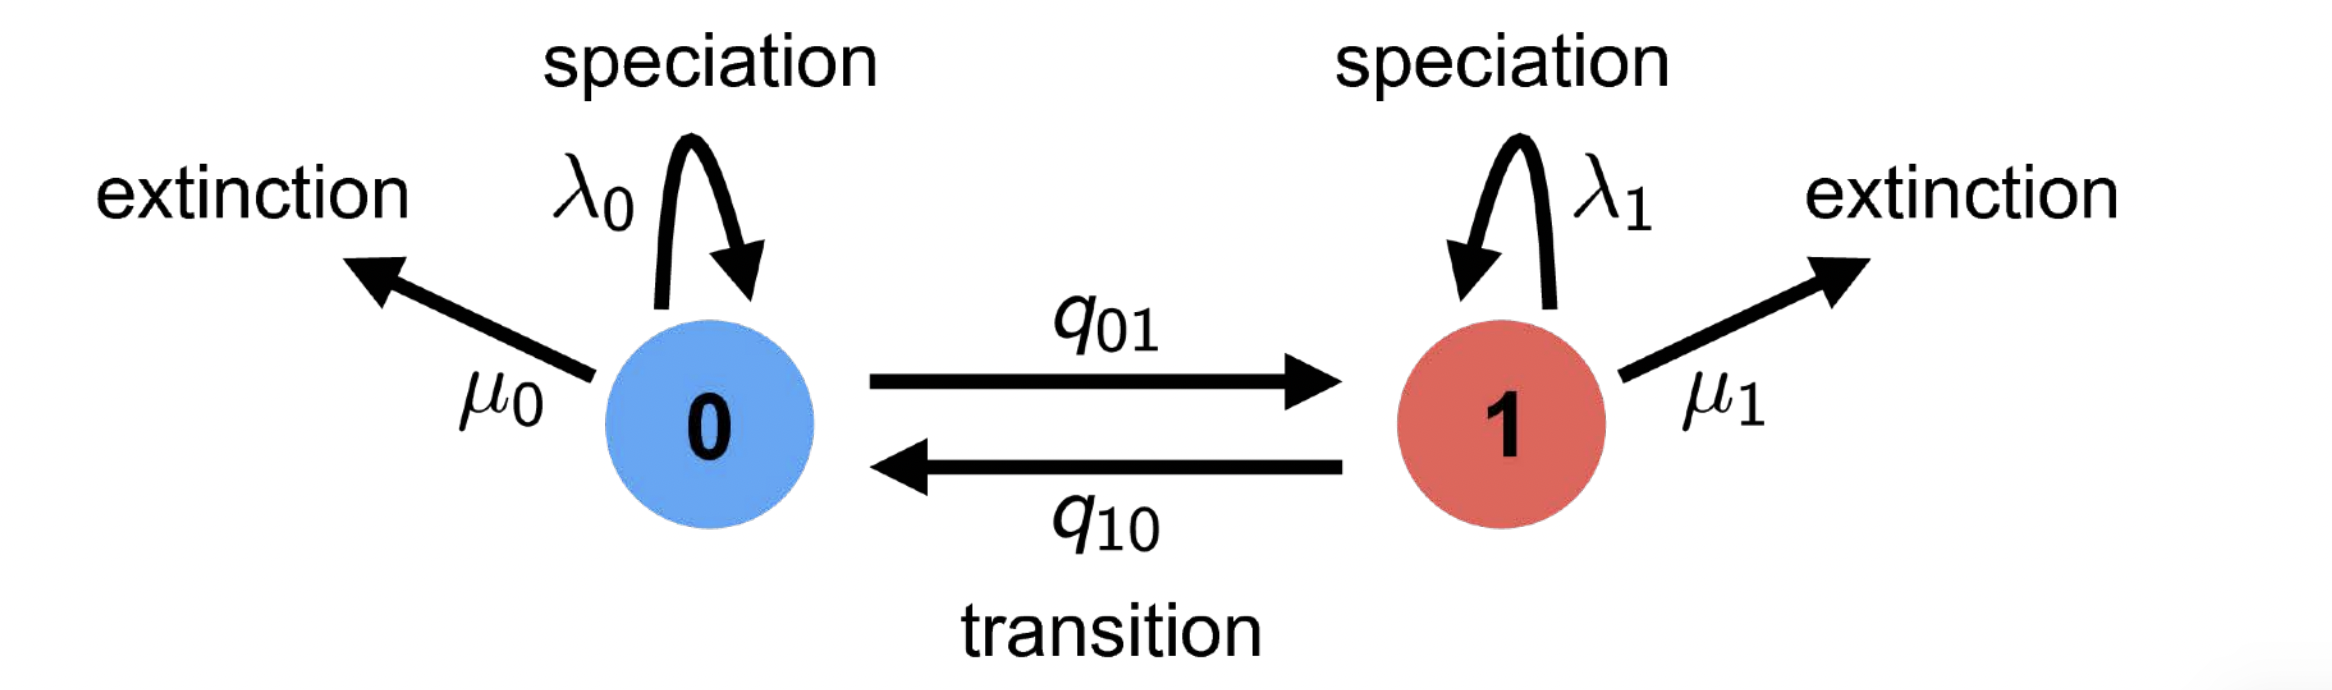 speciation
speciation
extinction
λ₀
λ₁
extinction
q₀₁
μ₀
0
1
μ₁
q₁₀
transition